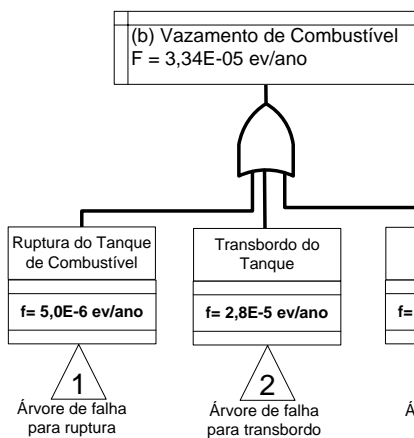 (b) Vazamento de Combustível
F = 3,34E-05 ev/ano
Ruptura do Tanque
de Combustível
f= 5,0E-6 ev/ano
1
Árvore de falha
para ruptura
Transbordo do
Tanque
f= 2,8E-5 ev/ano
2
Árvore de falha
para transbordo
f=
Á